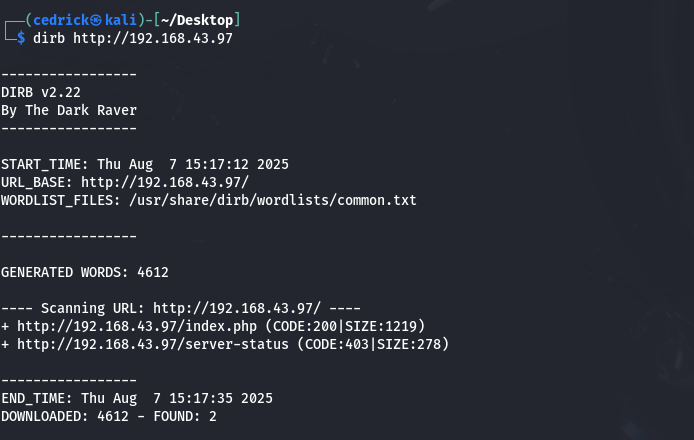 ┌──(cedrick㉿kali)-[~/Desktop]
└─$ dirb http://192.168.43.97
-----------------
DIRB v2.22
By The Dark Raver
-----------------
START_TIME: Thu Aug  7 15:17:12 2025
URL_BASE: http://192.168.43.97/
WORDLIST_FILES: /usr/share/dirb/wordlists/common.txt
-----------------
GENERATED WORDS: 4612
---- Scanning URL: http://192.168.43.97/ ----
+ http://192.168.43.97/index.php (CODE:200|SIZE:1219)
+ http://192.168.43.97/server-status (CODE:403|SIZE:278)
-----------------
END_TIME: Thu Aug  7 15:17:35 2025
DOWNLOADED: 4612 - FOUND: 2